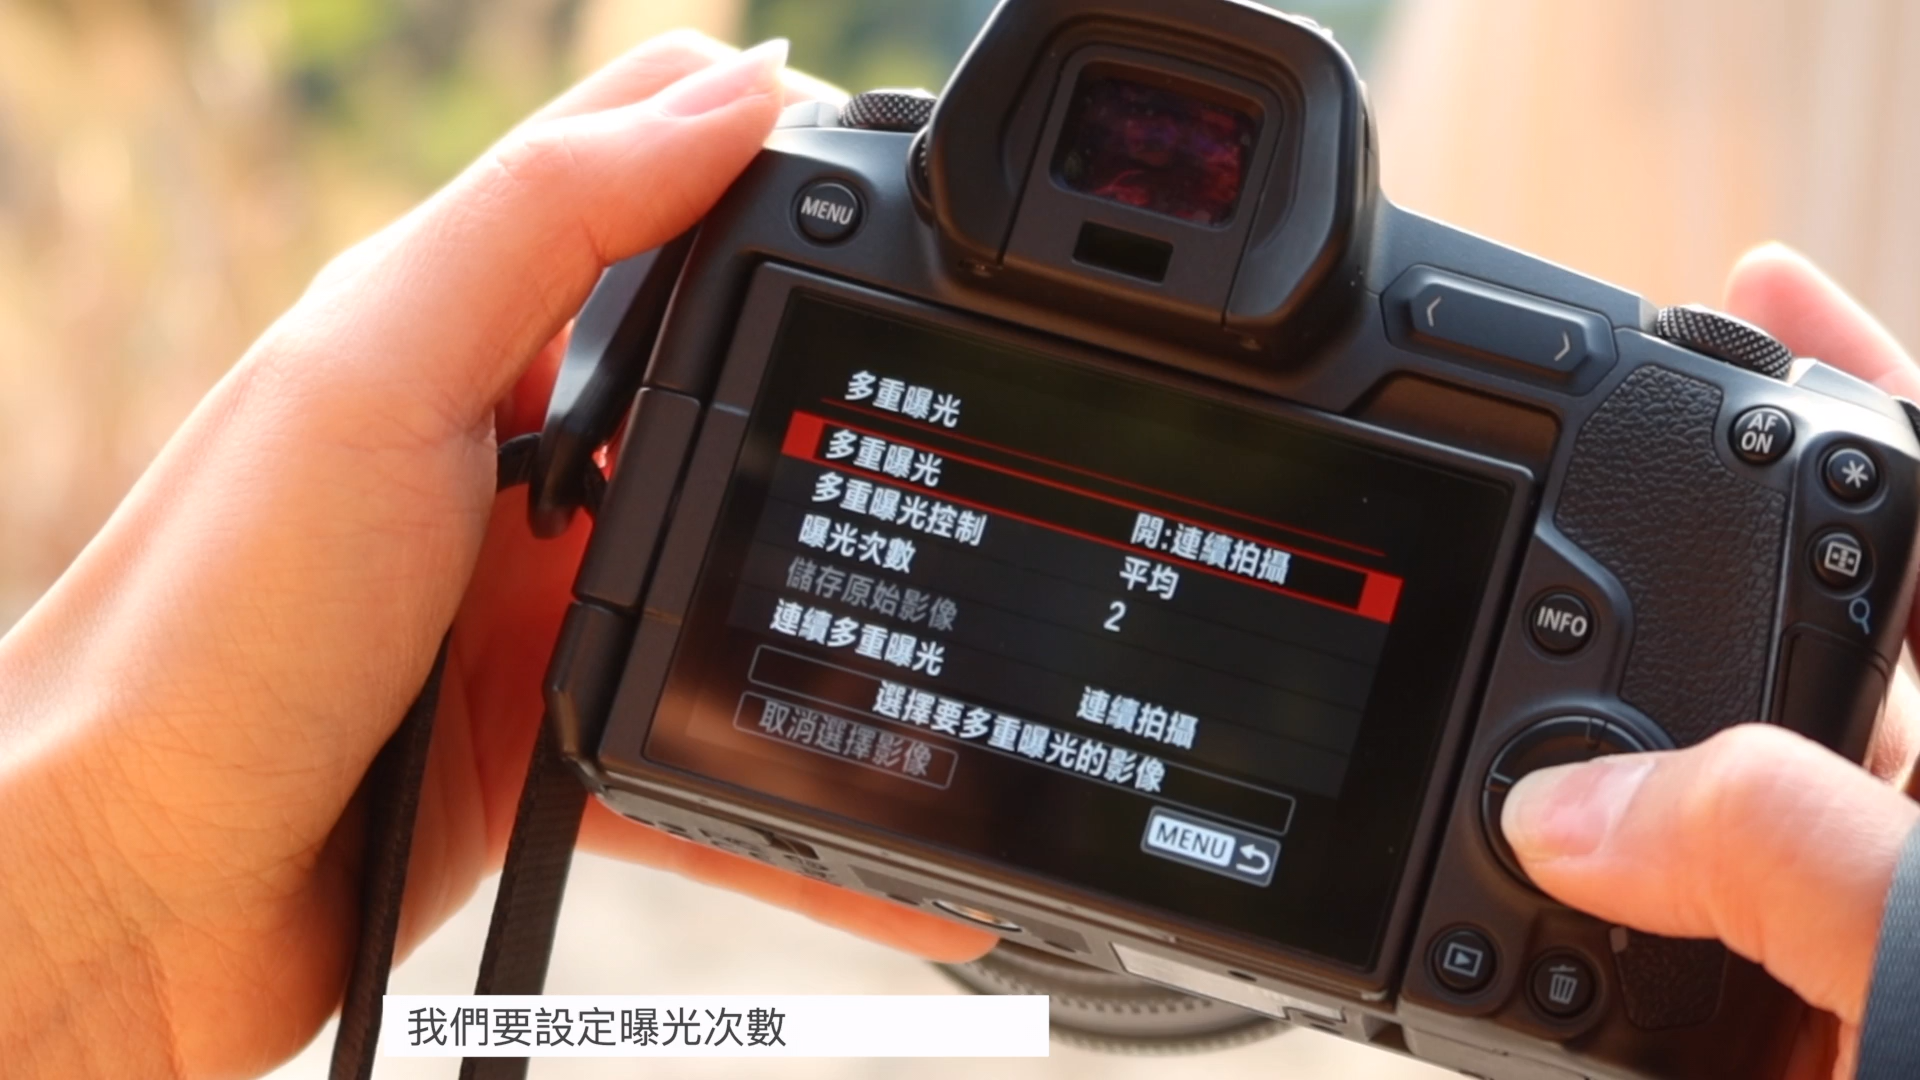 MENU
多重曝光
多重曝光 開:連續拍攝
多重曝光控制 平均
曝光次數 2
儲存原始影像
連續多重曝光 連續拍攝
選擇要多重曝光的影像
取消選擇影像
MENU
AF
ON
INFO
我們要設定曝光次數